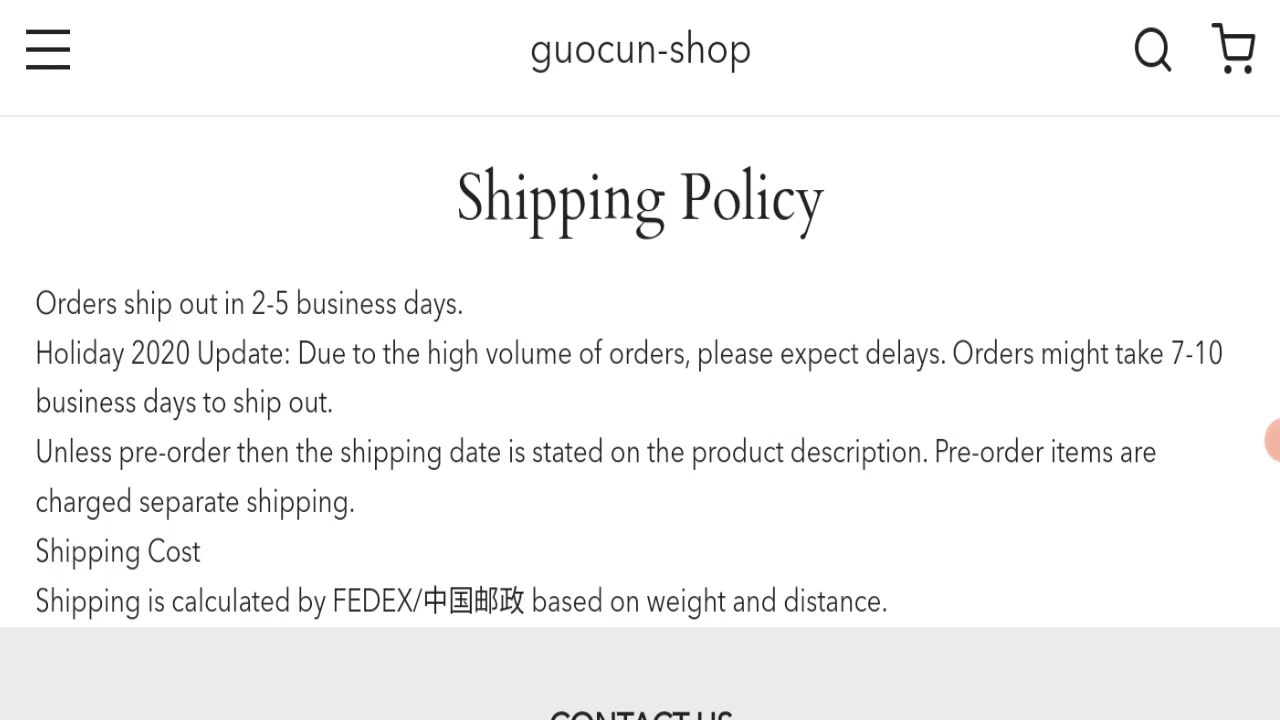 guocun-shop
Shipping Policy
Orders ship out in 2-5 business days.
Holiday 2020 Update: Due to the high volume of orders, please expect delays. Orders might take 7-10
business days to ship out.
Unless pre-order then the shipping date is stated on the product description. Pre-order items are
charged separate shipping.
Shipping Cost
Shipping is calculated by FEDEX/中国邮政 based on weight and distance.
CONTACT US